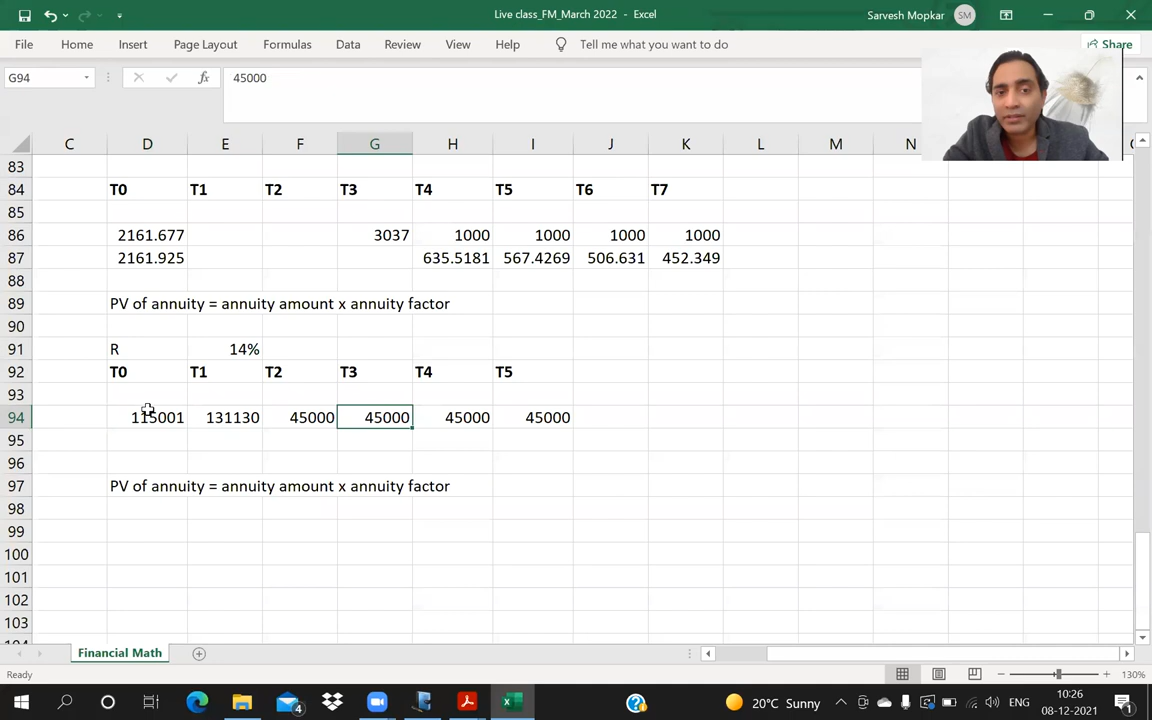 Live class_FM_March 2022 - Excel
Sarvesh Mopkar SM
File Home Insert Page Layout Formulas Data Review View Help Tell me what you want to do Share
G94 fx 45000
C D E F G H I J K L M N
83
84 T0 T1 T2 T3 T4 T5 T6 T7
85
86 2161.677 3037 1000 1000 1000 1000
87 2161.925 635.5181 567.4269 506.631 452.349
88
89 PV of annuity = annuity amount x annuity factor
90
91 R 14%
92 T0 T1 T2 T3 T4 T5
93
94 115001 131130 45000 45000 45000 45000
95
96
97 PV of annuity = annuity amount x annuity factor
98
99
100
101
102
103
Financial Math
Ready 130%
20°C Sunny ENG 10:26
08-12-2021